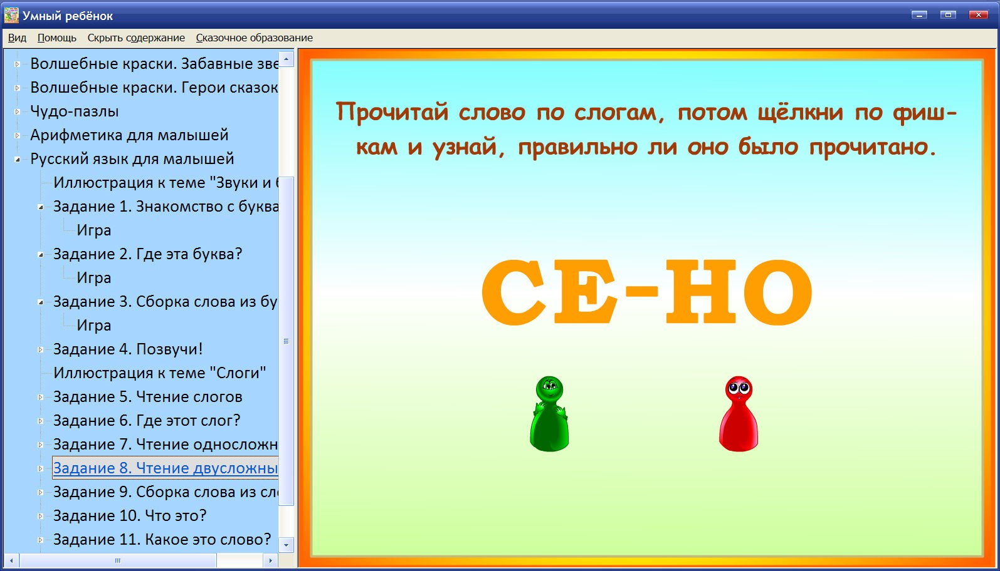 Умный ребёнок
Вид Помощь Скрыть содержание Сказочное образование
Волшебные краски. Забавные зве
Волшебные краски. Герои сказок
Чудо-пазлы
Арифметика для малышей
Русский язык для малышей
Иллюстрация к теме "Звуки и б
Задание 1. Знакомство с буква
Игра
Задание 2. Где эта буква?
Игра
Задание 3. Сборка слова из бу
Игра
Задание 4. Позвучи!
Иллюстрация к теме "Слоги"
Задание 5. Чтение слогов
Задание 6. Где этот слог?
Задание 7. Чтение односложн
Задание 8. Чтение двусложны
Задание 9. Сборка слова из сло
Задание 10. Что это?
Задание 11. Какое это слово?
Прочитай слово по слогам, потом щёлкни по фиш-
кам и узнай, правильно ли оно было прочитано.
СЕ-НО